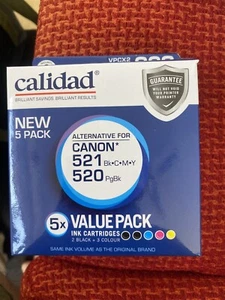 VPCX2
calidad
BRILLIANT SAVINGS. BRILLIANT RESULTS
GUARANTEE
WILL NOT VOID
YOUR PRINTER
WARRANTY
NEW
5 PACK
ALTERNATIVE FOR
CANON*
521 Bk•C•M•Y
520 PgBk
5x VALUE PACK
INK CARTRIDGES
2 BLACK + 3 COLOUR
SAME INK VOLUME AS THE ORIGINAL BRAND